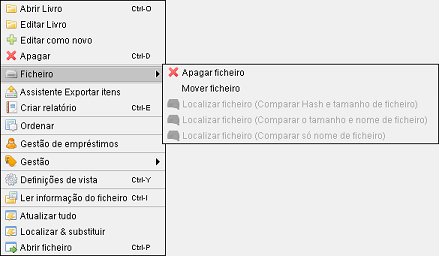 Abrir Livro Ctrl-O
Editar Livro
Editar como novo
Apagar Ctrl-D
Ficheiro
Apagar ficheiro
Mover ficheiro
Localizar ficheiro (Comparar Hash e tamanho de ficheiro)
Localizar ficheiro (Comparar o tamanho e nome de ficheiro)
Localizar ficheiro (Comparar só nome de ficheiro)
Assistente Exportar itens
Criar relatório Ctrl-E
Ordenar
Gestão de empréstimos
Gestão
Definições de vista Ctrl-Y
Ler informação do ficheiro Ctrl-I
Atualizar tudo
Localizar & substituir
Abrir ficheiro Ctrl-P